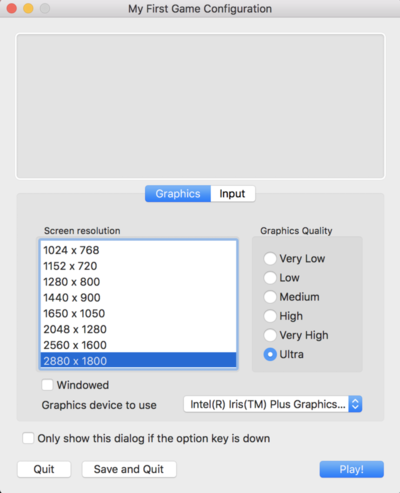 My First Game Configuration
Graphics
Input
Screen resolution
1024 x 768
1152 x 720
1280 x 800
1440 x 900
1650 x 1050
2048 x 1280
2560 x 1600
2880 x 1800
Graphics Quality
Very Low
Low
Medium
High
Very High
Ultra
Windowed
Graphics device to use
Intel(R) Iris(TM) Plus Graphics...
Only show this dialog if the option key is down
Quit
Save and Quit
Play!